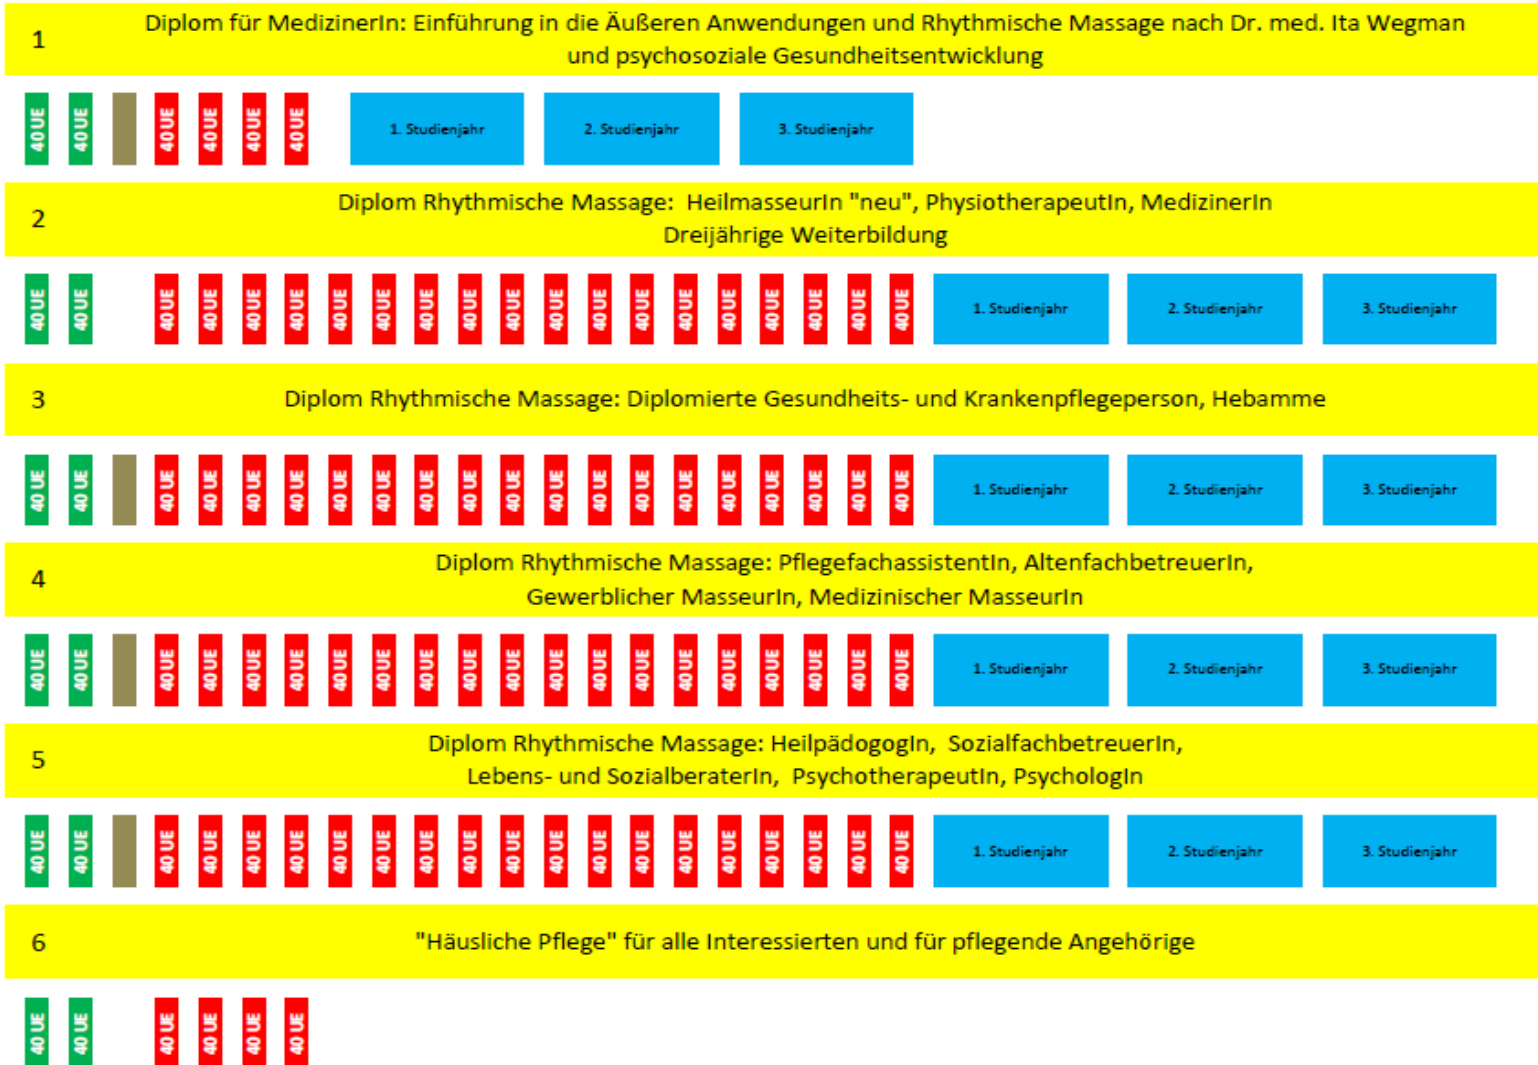 1 Diplom für MedizinerIn: Einführung in die Äußeren Anwendungen und Rhythmische Massage nach Dr. med. Ita Wegman
und psychosoziale Gesundheitsentwicklung
40 UE 40 UE 40 UE 40 UE 40 UE 40 UE 1. Studienjahr 2. Studienjahr 3. Studienjahr
2 Diplom Rhythmische Massage: HeilmasseurIn "neu", PhysiotherapeutIn, MedizinerIn
Dreijährige Weiterbildung
40 UE 40 UE 40 UE 40 UE 40 UE 40 UE 40 UE 40 UE 40 UE 40 UE 40 UE 40 UE 40 UE 40 UE 40 UE 40 UE 40 UE 40 UE 40 UE 40 UE 1. Studienjahr 2. Studienjahr 3. Studienjahr
3 Diplom Rhythmische Massage: Diplomierte Gesundheits- und Krankenpflegeperson, Hebamme
40 UE 40 UE 40 UE 40 UE 40 UE 40 UE 40 UE 40 UE 40 UE 40 UE 40 UE 40 UE 40 UE 40 UE 40 UE 40 UE 40 UE 40 UE 40 UE 40 UE 1. Studienjahr 2. Studienjahr 3. Studienjahr
4 Diplom Rhythmische Massage: PflegefachassistentIn, AltenfachbetreuerIn,
Gewerblicher MasseurIn, Medizinischer MasseurIn
40 UE 40 UE 40 UE 40 UE 40 UE 40 UE 40 UE 40 UE 40 UE 40 UE 40 UE 40 UE 40 UE 40 UE 40 UE 40 UE 40 UE 40 UE 40 UE 40 UE 1. Studienjahr 2. Studienjahr 3. Studienjahr
5 Diplom Rhythmische Massage: HeilpädogogIn, SozialfachbetreuerIn,
Lebens- und SozialberaterIn, PsychotherapeutIn, PsychologIn
40 UE 40 UE 40 UE 40 UE 40 UE 40 UE 40 UE 40 UE 40 UE 40 UE 40 UE 40 UE 40 UE 40 UE 40 UE 40 UE 40 UE 40 UE 40 UE 40 UE 1. Studienjahr 2. Studienjahr 3. Studienjahr
6 "Häusliche Pflege" für alle Interessierten und für pflegende Angehörige
40 UE 40 UE 40 UE 40 UE 40 UE 40 UE